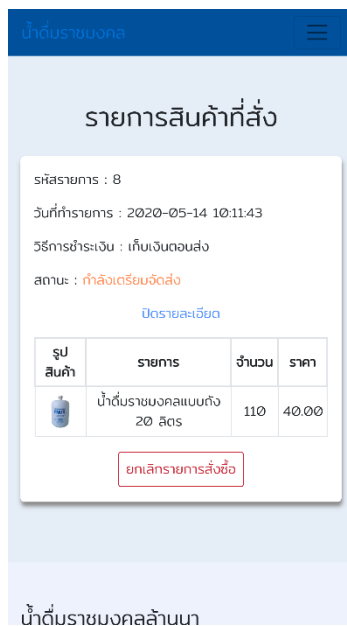 น้ำดื่มราชมงคล
รายการสินค้าที่สั่ง
รหัสรายการ : 8
วันที่ทำรายการ : 2020-05-14 10:11:43
วิธีการชำระเงิน : เก็บเงินตอนส่ง
สถานะ : กำลังเตรียมจัดส่ง
ปิดรายละเอียด
รูป
สินค้า
รายการ
จำนวน
ราคา
น้ำดื่มราชมงคลแบบถัง
20 ลิตร
110
40.00
ยกเลิกรายการสั่งซื้อ
น้ำดื่มราชมงคลล้านนา